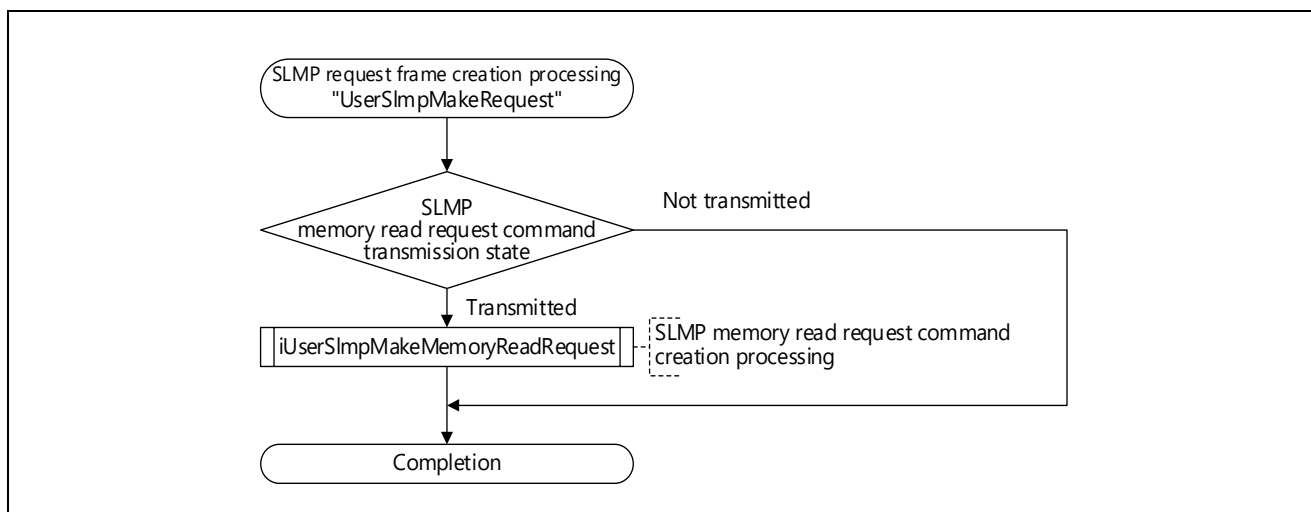 SLMP request frame creation processing
"UserSlmpMakeRequest"
SLMP
memory read request command
transmission state
Not transmitted
Transmitted
iUserSlmpMakeMemoryReadRequest
SLMP memory read request command
creation processing
Completion